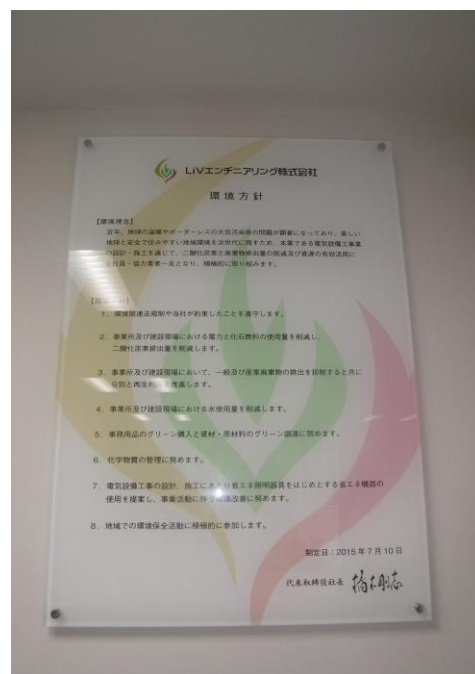 LiVエンヂニアリング株式会社
環境方針
【環境理念】
近年、地球の温暖やボーダーレスの大気汚染等の問題が顕著になっており、美しい
地球と安全で住みやすい地域環境を次世代に残すため、本業である電気設備工事業
の設計・施工を通じて、二酸化炭素と廃棄物排出量の削減及び資源の有効活用に
社員・協力業者一丸となり、積極的に取り組みます。
1．環境関連法規制や当社が約束したことを遵守します。
2．事業所及び建設現場における電力と化石燃料の使用量を削減し、
二酸化炭素排出量を削減します。
3．事業所及び建設現場において、一般及び産業廃棄物の排出を抑制すると共に
分別と再生利用を推進します。
4．事業所及び建設現場における水使用量を削減します。
5．事務用品のグリーン購入と資材・原材料のグリーン調達に努めます。
6．化学物質の管理に努めます。
7．電気設備工事の設計、施工にあたり省エネ照明器具をはじめとする省エネ機器の
使用を提案し、事業活動に伴う環境改善に努めます。
8．地域での環境保全活動に積極的に参加します。
制定日：2015年7月10日
代表取締役社長